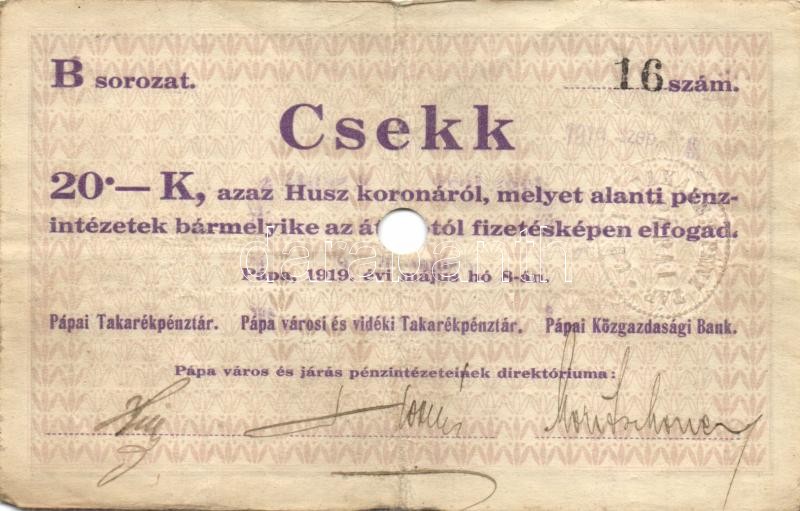 B sorozat. 16 szám.
Csekk
20·— K, azaz Husz koronáról, melyet alanti pénz-
intézetek bármelyike az át tól fizetésképen elfogad.
Pápa, 1919. évi május hó 8-án.
Pápai Takarékpénztár. Pápa városi és vidéki Takarékpénztár. Pápai Közgazdasági Bank.
Pápa város és járás pénzintézeteinek direktóriuma: